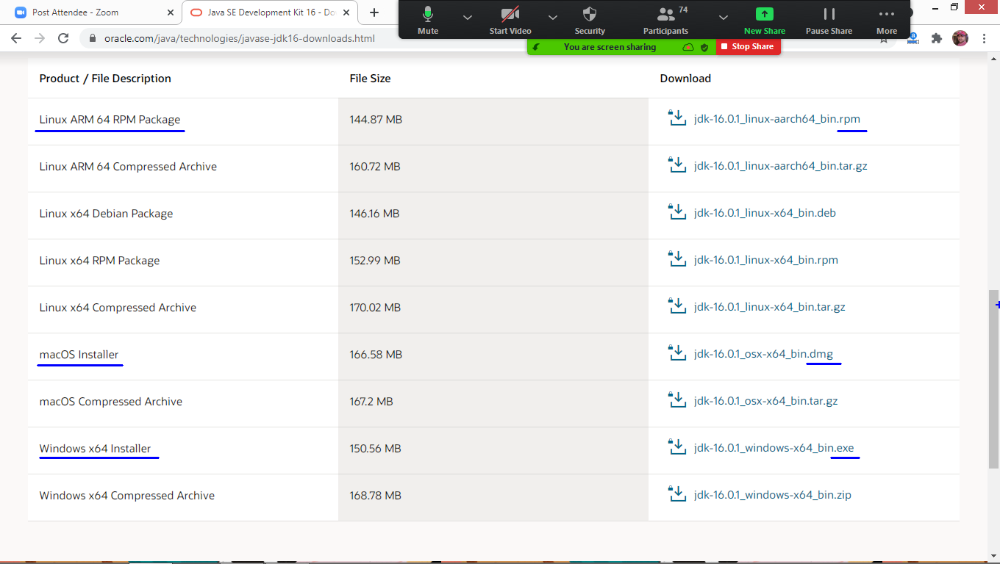 Post Attendee - Zoom
Java SE Development Kit 16 - Do
oracle.com/java/technologies/javase-jdk16-downloads.html
Mute
Start Video
Security
74
Participants
New Share
Pause Share
More
You are screen sharing
Stop Share
Product / File Description File Size Download
Linux ARM 64 RPM Package 144.87 MB jdk-16.0.1_linux-aarch64_bin.rpm
Linux ARM 64 Compressed Archive 160.72 MB jdk-16.0.1_linux-aarch64_bin.tar.gz
Linux x64 Debian Package 146.16 MB jdk-16.0.1_linux-x64_bin.deb
Linux x64 RPM Package 152.99 MB jdk-16.0.1_linux-x64_bin.rpm
Linux x64 Compressed Archive 170.02 MB jdk-16.0.1_linux-x64_bin.tar.gz
macOS Installer 166.58 MB jdk-16.0.1_osx-x64_bin.dmg
macOS Compressed Archive 167.2 MB jdk-16.0.1_osx-x64_bin.tar.gz
Windows x64 Installer 150.56 MB jdk-16.0.1_windows-x64_bin.exe
Windows x64 Compressed Archive 168.78 MB jdk-16.0.1_windows-x64_bin.zip